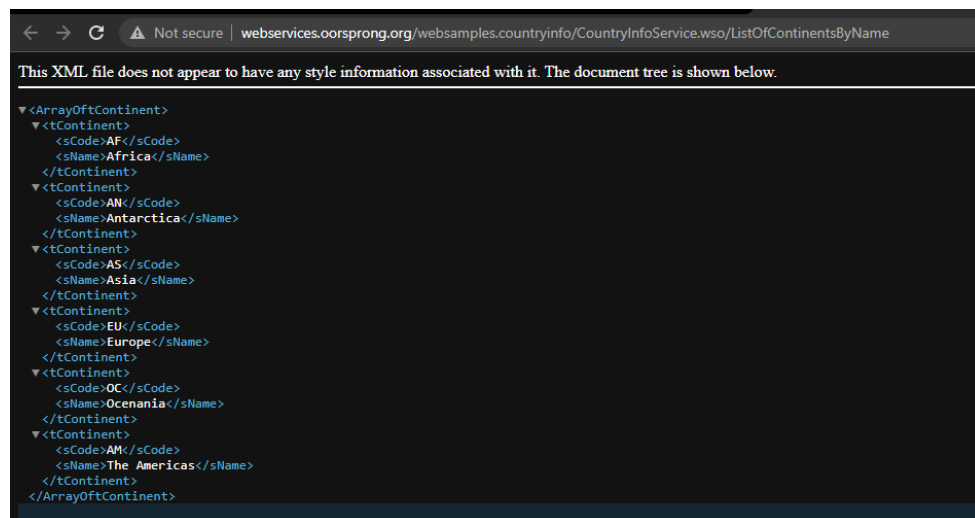 Not secure | webservices.oorsprong.org/websamples.countryinfo/CountryInfoService.wso/ListOfContinentsByName
This XML file does not appear to have any style information associated with it. The document tree is shown below.
▼<ArrayOftContinent>
▼<tContinent>
<sCode>AF</sCode>
<sName>Africa</sName>
</tContinent>
▼<tContinent>
<sCode>AN</sCode>
<sName>Antarctica</sName>
</tContinent>
▼<tContinent>
<sCode>AS</sCode>
<sName>Asia</sName>
</tContinent>
▼<tContinent>
<sCode>EU</sCode>
<sName>Europe</sName>
</tContinent>
▼<tContinent>
<sCode>OC</sCode>
<sName>Ocenania</sName>
</tContinent>
▼<tContinent>
<sCode>AM</sCode>
<sName>The Americas</sName>
</tContinent>
</ArrayOftContinent>